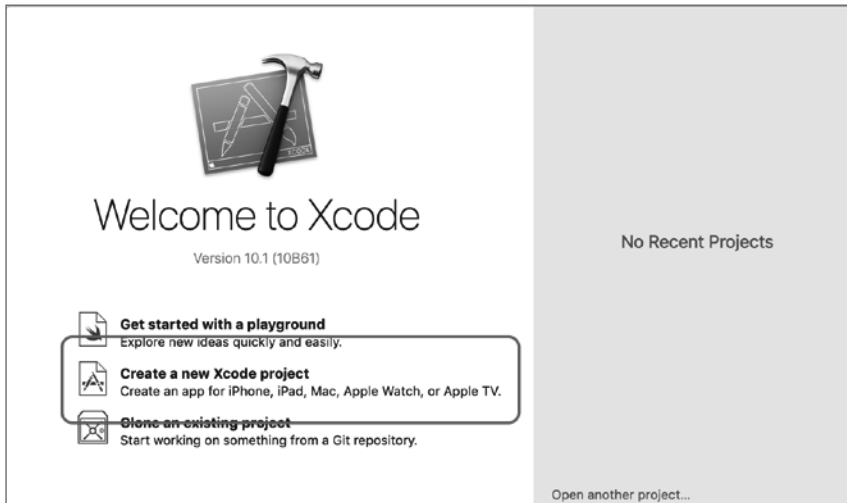 XCODE
Welcome to Xcode
Version 10.1 (10B61)
Get started with a playground
Explore new ideas quickly and easily.
Create a new Xcode project
Create an app for iPhone, iPad, Mac, Apple Watch, or Apple TV.
Clone an existing project
Start working on something from a Git repository.
No Recent Projects
Open another project...